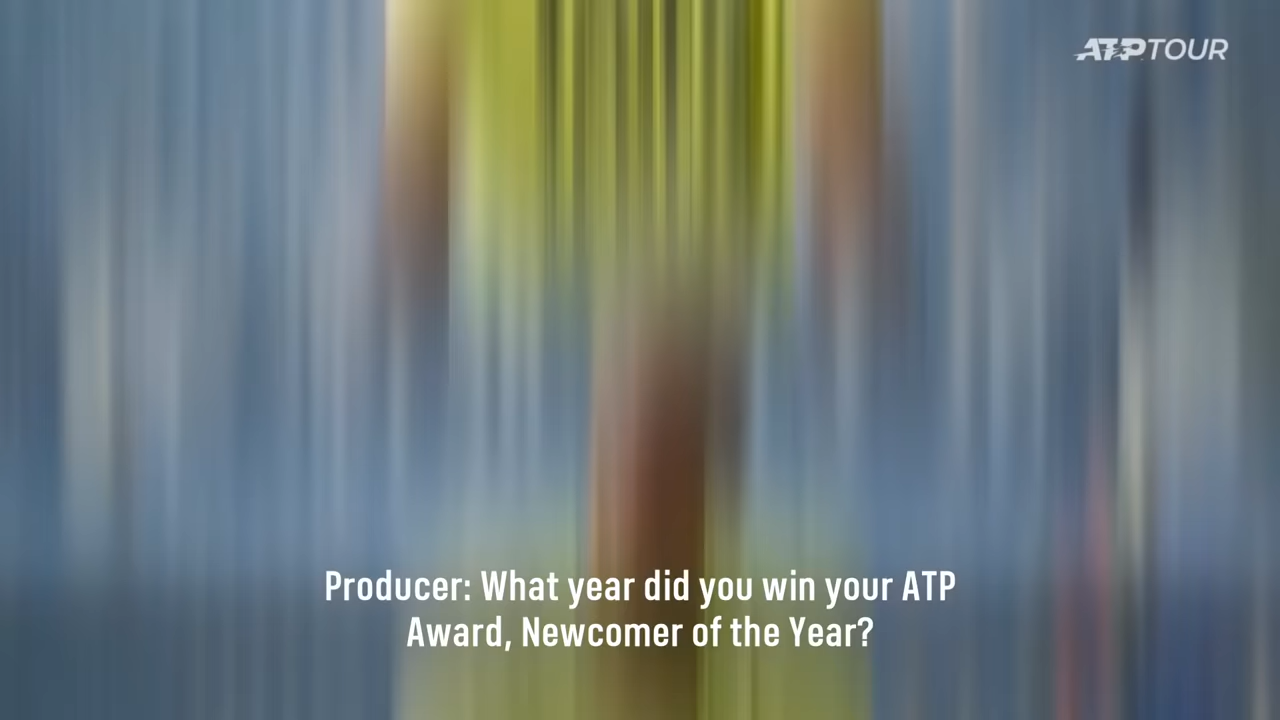 ATPTOUR
Producer: What year did you win your ATP
Award, Newcomer of the Year?